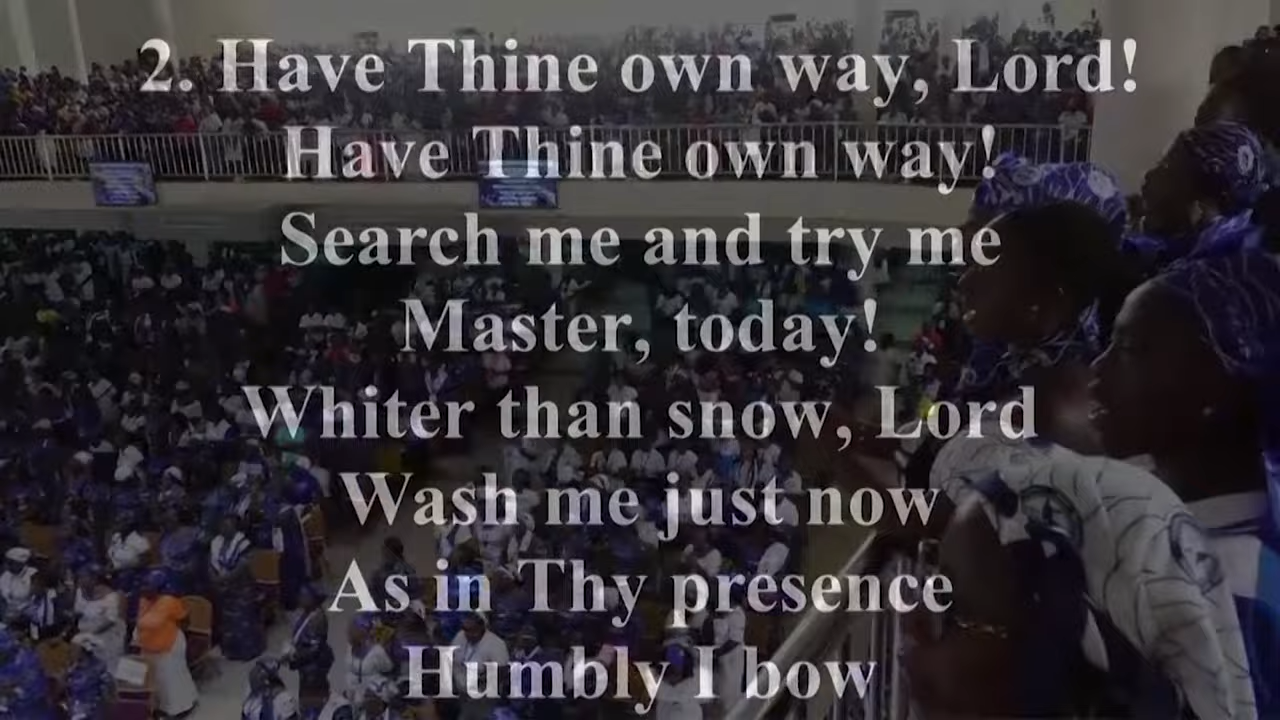 2. Have Thine own way, Lord!
Have Thine own way!
Search me and try me
Master, today!
Whiter than snow, Lord
Wash me just now
As in Thy presence
Humbly I bow